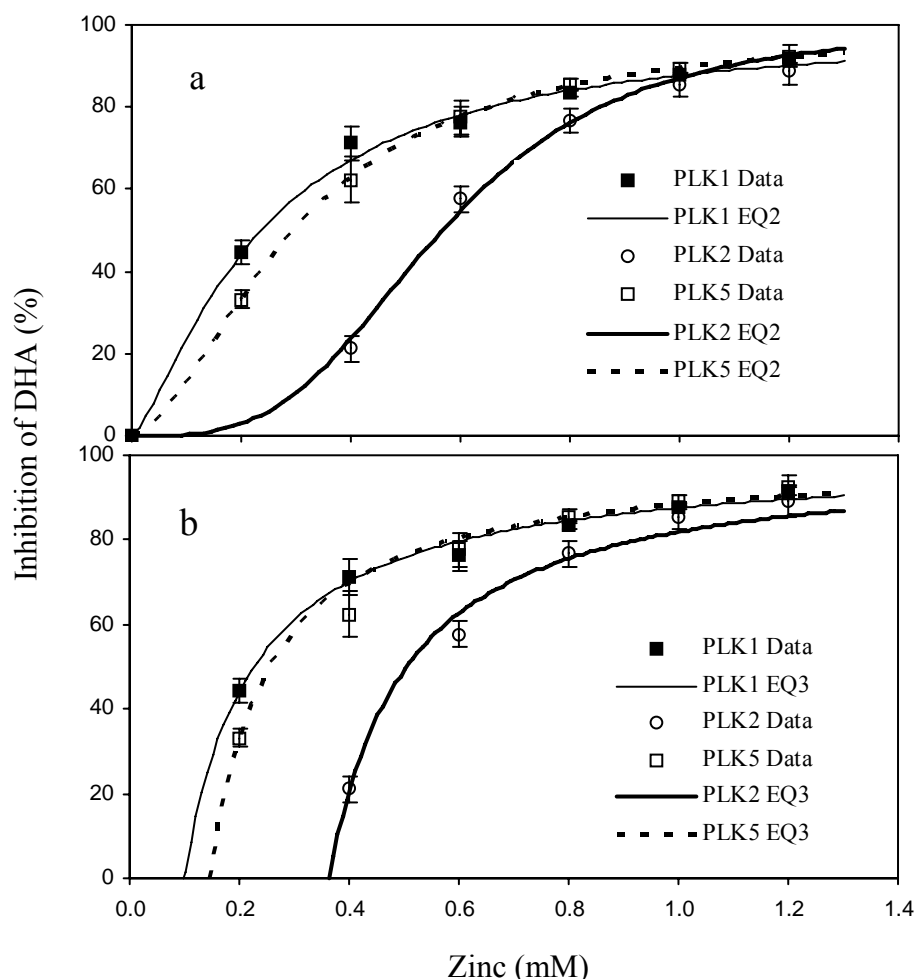 Inhibition of DHA (%)
100
80
60
40
20
0
a
PLK1 Data
PLK1 EQ2
PLK2 Data
PLK5 Data
PLK2 EQ2
PLK5 EQ2
100
80
60
40
20
0
b
PLK1 Data
PLK1 EQ3
PLK2 Data
PLK5 Data
PLK2 EQ3
PLK5 EQ3
0.0 0.2 0.4 0.6 0.8 1.0 1.2 1.4
Zinc (mM)